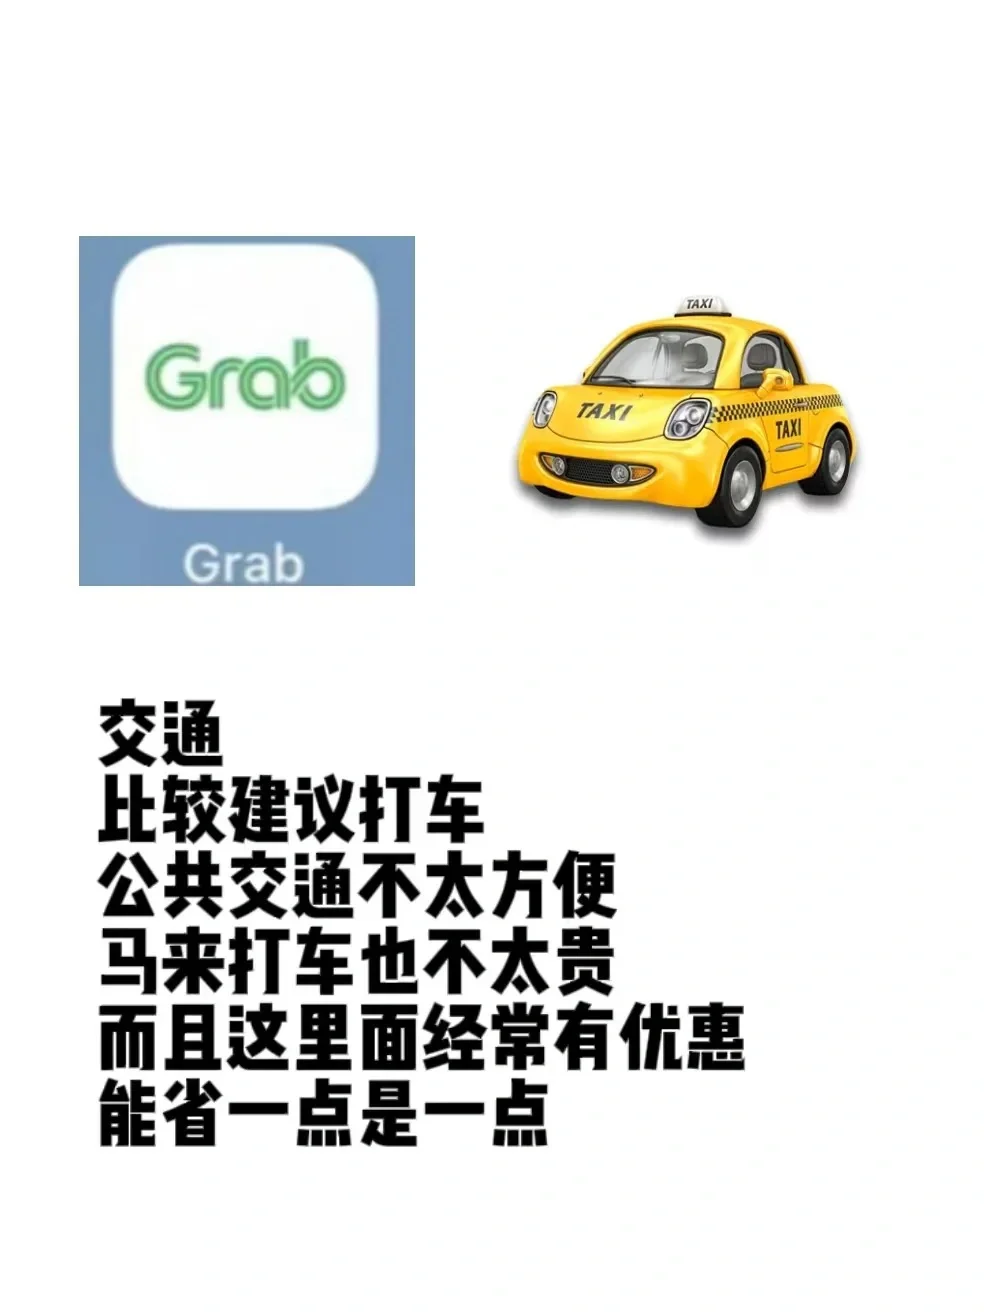 Grab
Grab
TAXI
TAXI
TAXI
交通
比较建议打车
公共交通不太方便
马来打车也不太贵
而且这里面经常有优惠
能省一点是一点